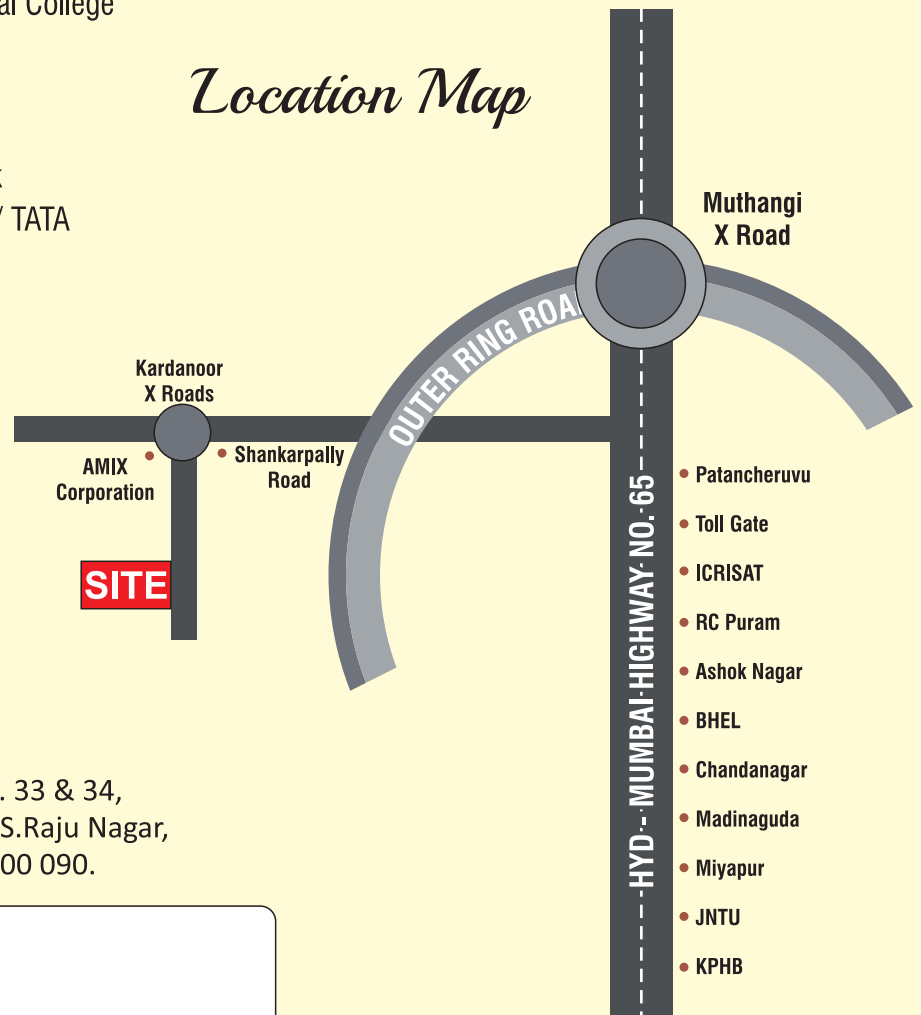 al College
Location Map
TATA
Muthangi
X Road
OUTER RING ROA
Kardanoor
X Roads
AMIX
Corporation
Shankarpally
Road
SITE
HYD - MUMBAI HIGHWAY NO. 65
Patancheruvu
Toll Gate
ICRISAT
RC Puram
Ashok Nagar
BHEL
Chandanagar
Madinaguda
Miyapur
JNTU
KPHB
. 33 & 34,
S.Raju Nagar,
00 090.